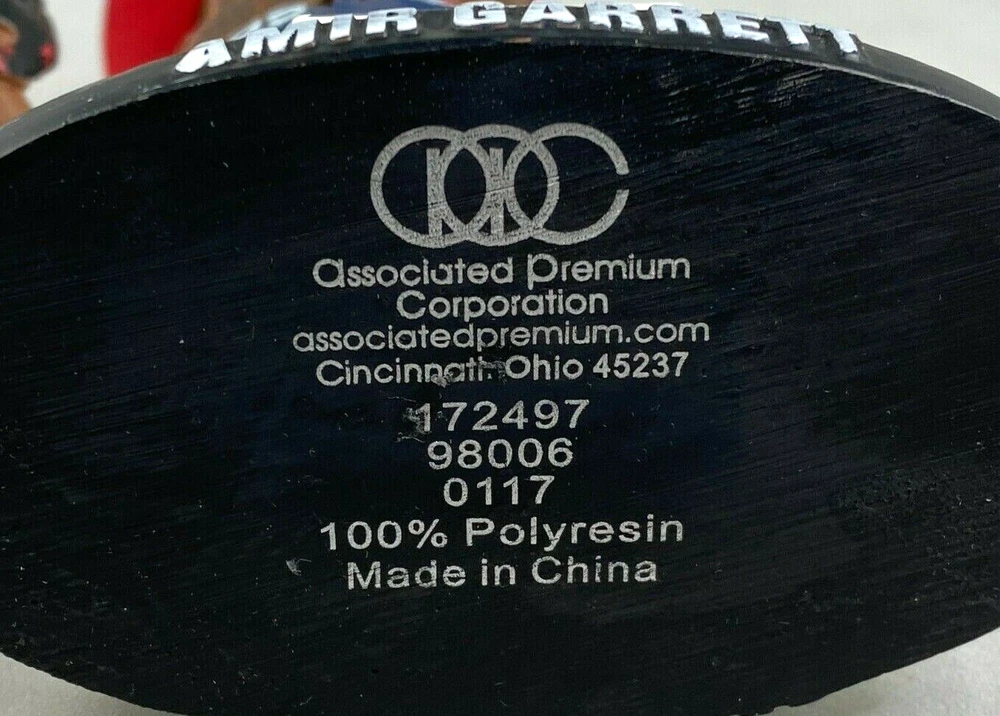 AMIR GARRETT
associated premium
Corporation
associatedpremium.com
Cincinnati Ohio 45237
172497
98006
0117
100% Polyresin
Made in China